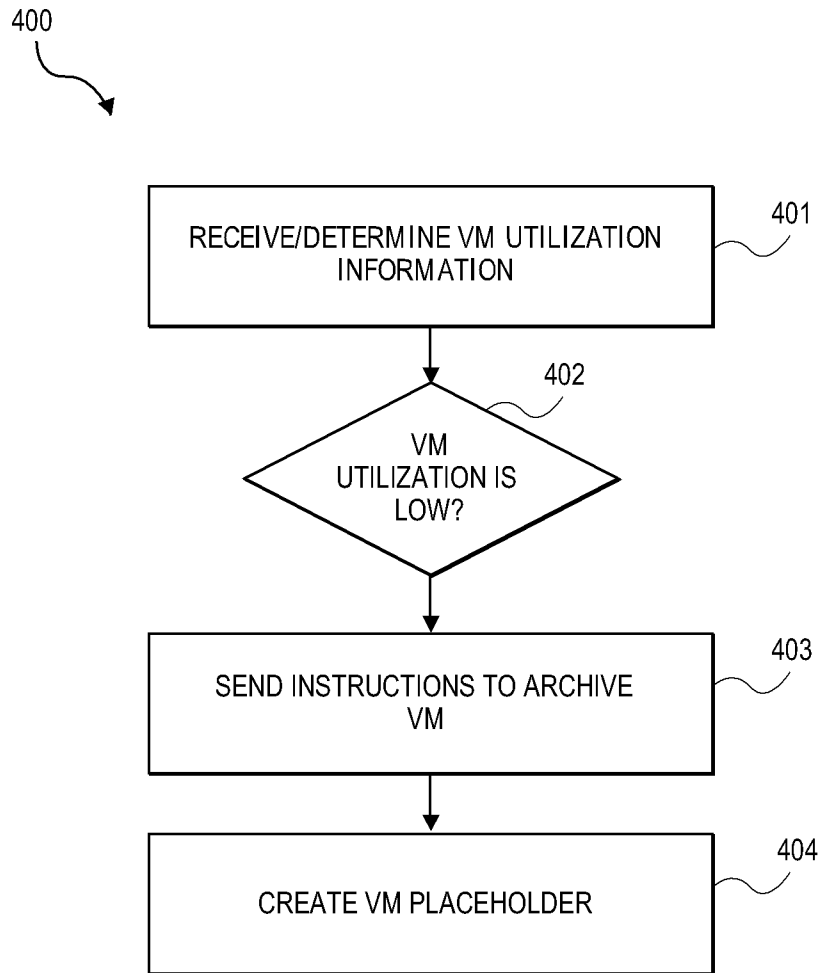 400
RECEIVE/DETERMINE VM UTILIZATION
INFORMATION
401
402
VM
UTILIZATION IS
LOW?
SEND INSTRUCTIONS TO ARCHIVE
VM
403
CREATE VM PLACEHOLDER
404